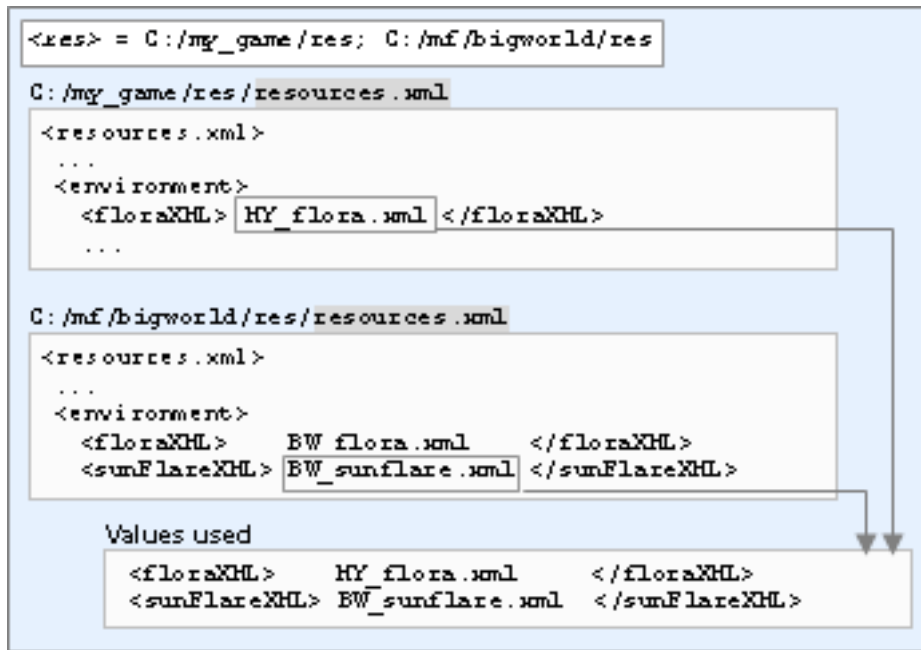 <res> = C:/my_game/res; C:/mf/bigworld/res
C:/my_game/res/resources.xml
<resources.xml>
...
<environment>
<floraXML> MY_flora.xml </floraXML>
...
C:/mf/bigworld/res/resources.xml
<resources.xml>
...
<environment>
<floraXML> BW_flora.xml </floraXML>
<sunFlareXML> BW_sunflare.xml </sunFlareXML>
Values used
<floraXML> MY_flora.xml </floraXML>
<sunFlareXML> BW_sunflare.xml </sunFlareXML>